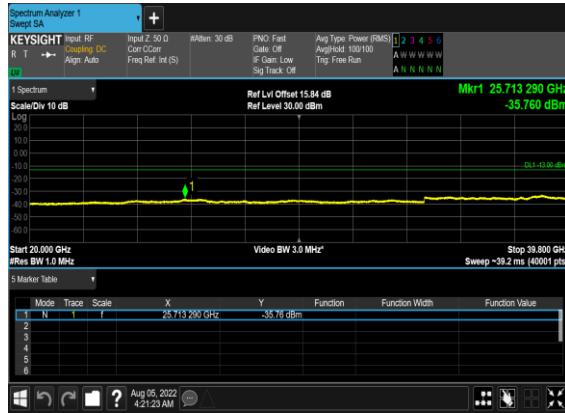 Spectrum Analyzer 1
Swept SA
+
KEYSIGHT Input: RF Input Z: 50 Ω #Atten: 30 dB PNO: Fast Avg Type: Power (RMS) 1 2 3 4 5 6
R T Coupling: DC Corr CCorr Gate: Off Avg|Hold: 100/100 A W W W W W
Align: Auto Freq Ref: Int (S) IF Gain: Low Trig: Free Run
LW Sig Track: Off A N N N N N
1 Spectrum Ref Lvl Offset 15.84 dB Mkr1 25.713 290 GHz
Scale/Div 10 dB Ref Level 30.00 dBm -35.760 dBm
Log
20.0
10.0
0.00
-10.0 DL1 -13.00 dBm
-20.0
-30.0 1
-40.0
-50.0
-60.0
Start 20.000 GHz Video BW 3.0 MHz* Stop 39.800 GHz
#Res BW 1.0 MHz Sweep ~39.2 ms (40001 pts)
5 Marker Table
Mode Trace Scale X Y Function Function Width Function Value
1 N 1 f 25.713 290 GHz -35.76 dBm
2
3
4
5
6
? Aug 05, 2022
4:21:23 AM